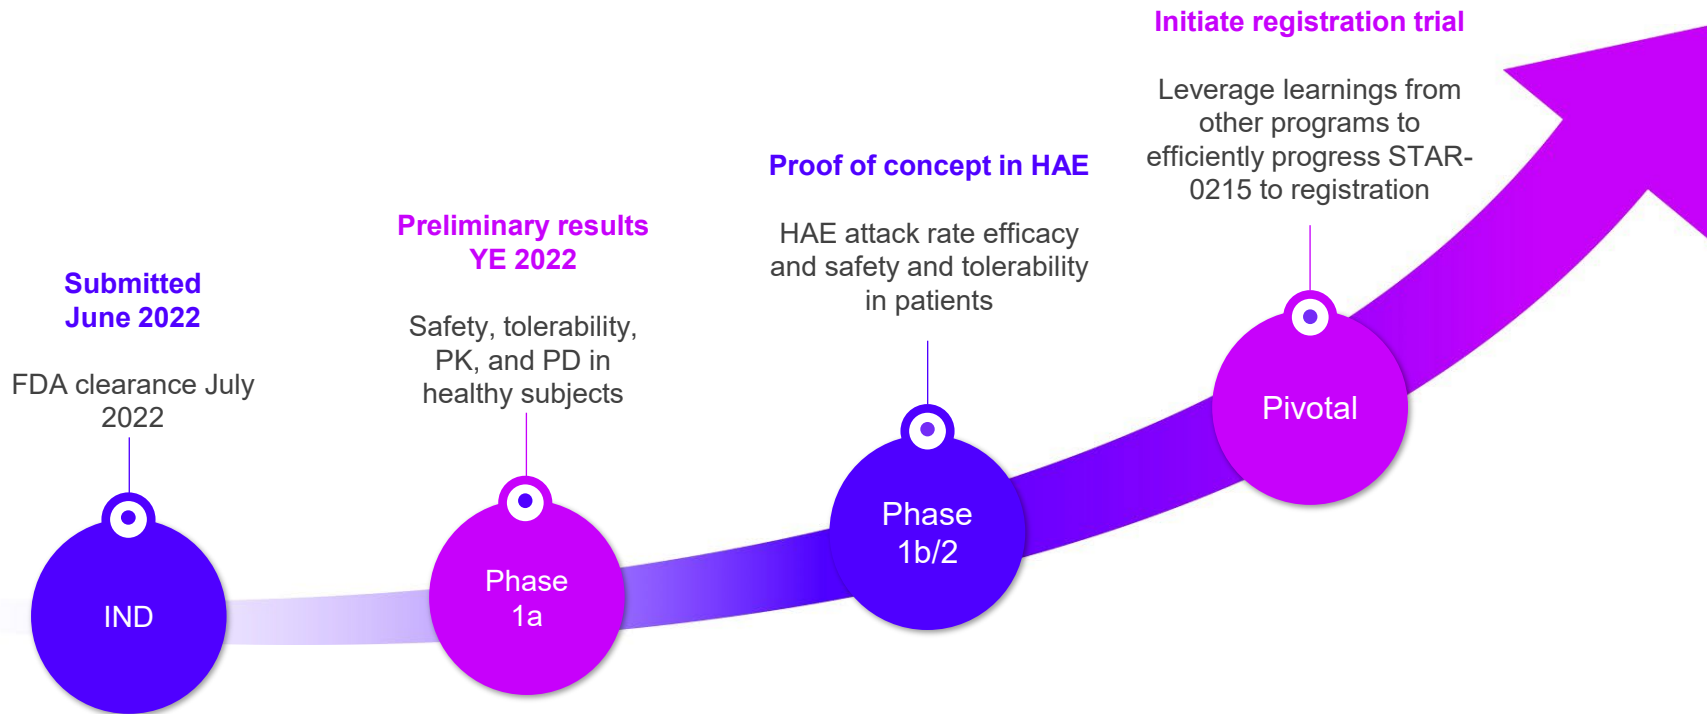 Submitted
June 2022
FDA clearance July
2022
IND
Preliminary results
YE 2022
Safety, tolerability,
PK, and PD in
healthy subjects
Phase
1a
Proof of concept in HAE
HAE attack rate efficacy
and safety and tolerability
in patients
Phase
1b/2
Initiate registration trial
Leverage learnings from
other programs to
efficiently progress STAR-
0215 to registration
Pivotal